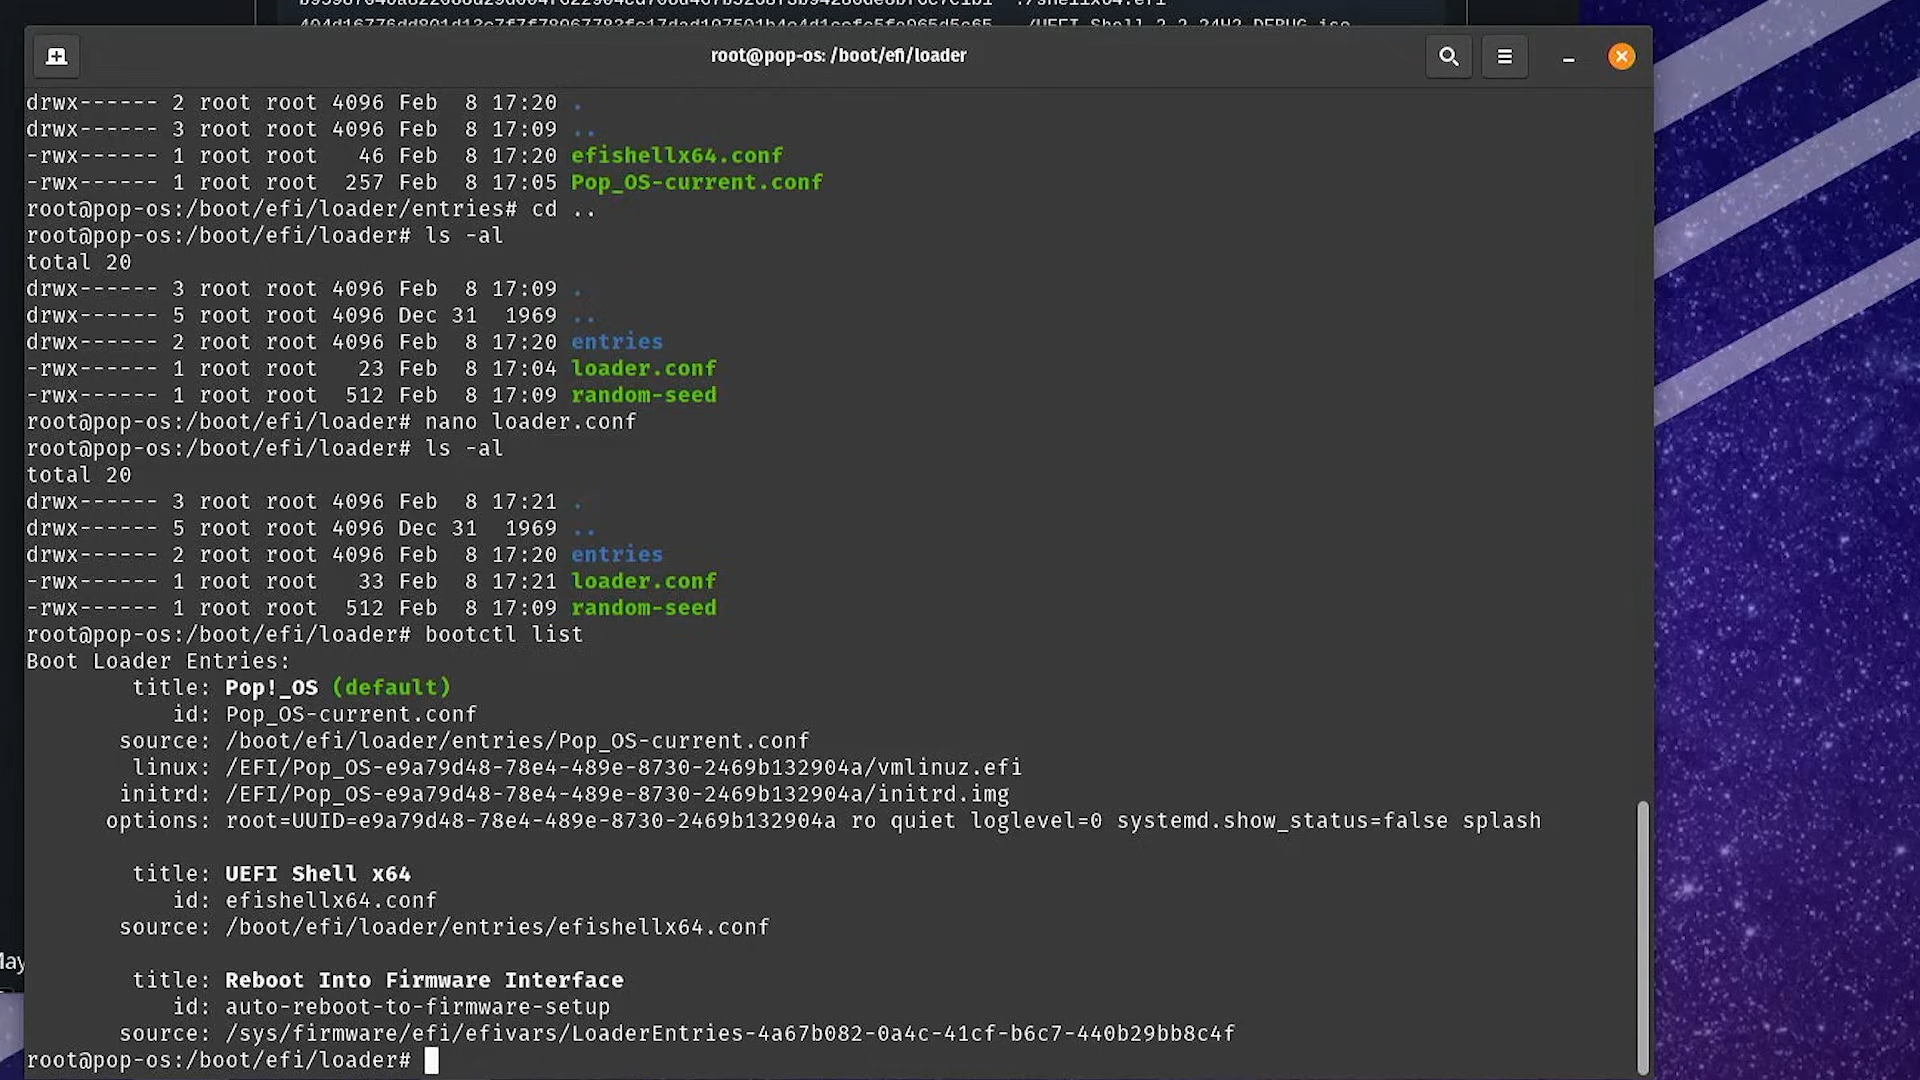 ./shellx64.efi
./UEFI-Shell-2.2-24H2-DEBUG.iso
root@pop-os: /boot/efi/loader
drwx------ 2 root root 4096 Feb  8 17:20 .
drwx------ 3 root root 4096 Feb  8 17:09 ..
-rwx------ 1 root root   46 Feb  8 17:20 efishellx64.conf
-rwx------ 1 root root  257 Feb  8 17:05 Pop_OS-current.conf
root@pop-os:/boot/efi/loader/entries# cd ..
root@pop-os:/boot/efi/loader# ls -al
total 20
drwx------ 3 root root 4096 Feb  8 17:09 .
drwx------ 5 root root 4096 Dec 31  1969 ..
drwx------ 2 root root 4096 Feb  8 17:20 entries
-rwx------ 1 root root   23 Feb  8 17:04 loader.conf
-rwx------ 1 root root  512 Feb  8 17:09 random-seed
root@pop-os:/boot/efi/loader# nano loader.conf
root@pop-os:/boot/efi/loader# ls -al
total 20
drwx------ 3 root root 4096 Feb  8 17:21 .
drwx------ 5 root root 4096 Dec 31  1969 ..
drwx------ 2 root root 4096 Feb  8 17:20 entries
-rwx------ 1 root root   33 Feb  8 17:21 loader.conf
-rwx------ 1 root root  512 Feb  8 17:09 random-seed
root@pop-os:/boot/efi/loader# bootctl list
Boot Loader Entries:
title: Pop!_OS (default)
id: Pop_OS-current.conf
source: /boot/efi/loader/entries/Pop_OS-current.conf
linux: /EFI/Pop_OS-e9a79d48-78e4-489e-8730-2469b132904a/vmlinuz.efi
initrd: /EFI/Pop_OS-e9a79d48-78e4-489e-8730-2469b132904a/initrd.img
options: root=UUID=e9a79d48-78e4-489e-8730-2469b132904a ro quiet loglevel=0 systemd.show_status=false splash
title: UEFI Shell x64
id: efishellx64.conf
source: /boot/efi/loader/entries/efishellx64.conf
title: Reboot Into Firmware Interface
id: auto-reboot-to-firmware-setup
source: /sys/firmware/efi/efivars/LoaderEntries-4a67b082-0a4c-41cf-b6c7-440b29bb8c4f
root@pop-os:/boot/efi/loader#